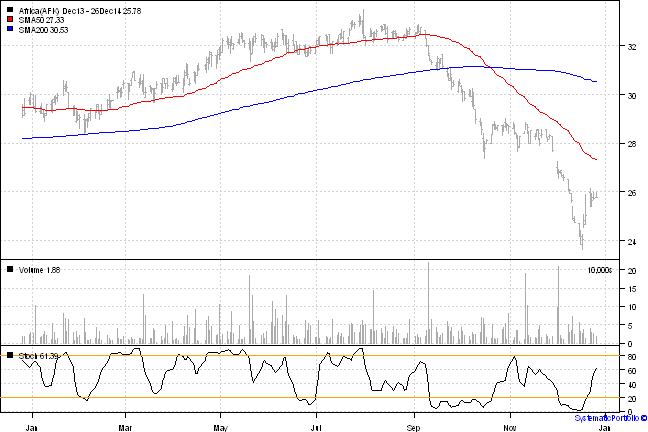 Africa(AFK) Dec13 - 26Dec14 25.78
SMA50 27.33
SMA200 30.53
32
30
28
26
24
Volume 1.88
10,000s
20
15
10
5
0
Stoch 61.39
80
60
40
20
0
Jan
Mar
May
Jul
Sep
Nov
Jan
SystematicPortfolio ©